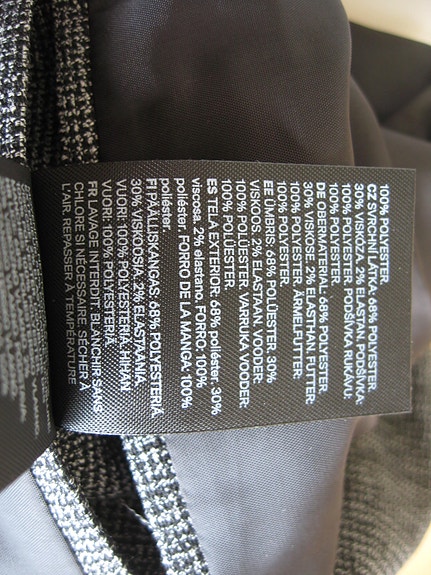 100% POLYESTER.
CZ SVRCHNÍ LÁTKA: 68% POLYESTER.
30% VISKÓZA, 2% ELASTAN. PODŠÍVKA:
100% POLYESTER. PODŠÍVKA RUKÁVU:
100% POLYESTER.
DE OBERMATERIAL: 68% POLYESTER.
30% VISKOSE. 2% ELASTHAN. FUTTER:
100% POLYESTER. ÄRMELFUTTER:
100% POLYESTER.
EE ÜMBRIS: 68% POLÜESTER. 30%
VISKOOS. 2% ELASTAAN. VOODER:
100% POLÜESTER. VARRUKA VOODER:
100% POLÜESTER.
ES TELA EXTERIOR: 68% poliéster. 30%
viscosa. 2% elastano. FORRO: 100%
poliéster. FORRO DE LA MANGA: 100%
poliéster.
FI PÄÄLLISKANGAS: 68% POLYESTERIÄ
30% VISKOOSIA. 2% ELASTAANIA.
VUORI: 100% POLYESTERIÄ. HIHAN
VUORI: 100% POLYESTERIÄ.
FR LAVAGE INTERDIT. BLANCHIR SANS
CHLORE SI NÉCESSAIRE. SÉCHER À
L'AIR. REPASSER À TEMPÉRATURE